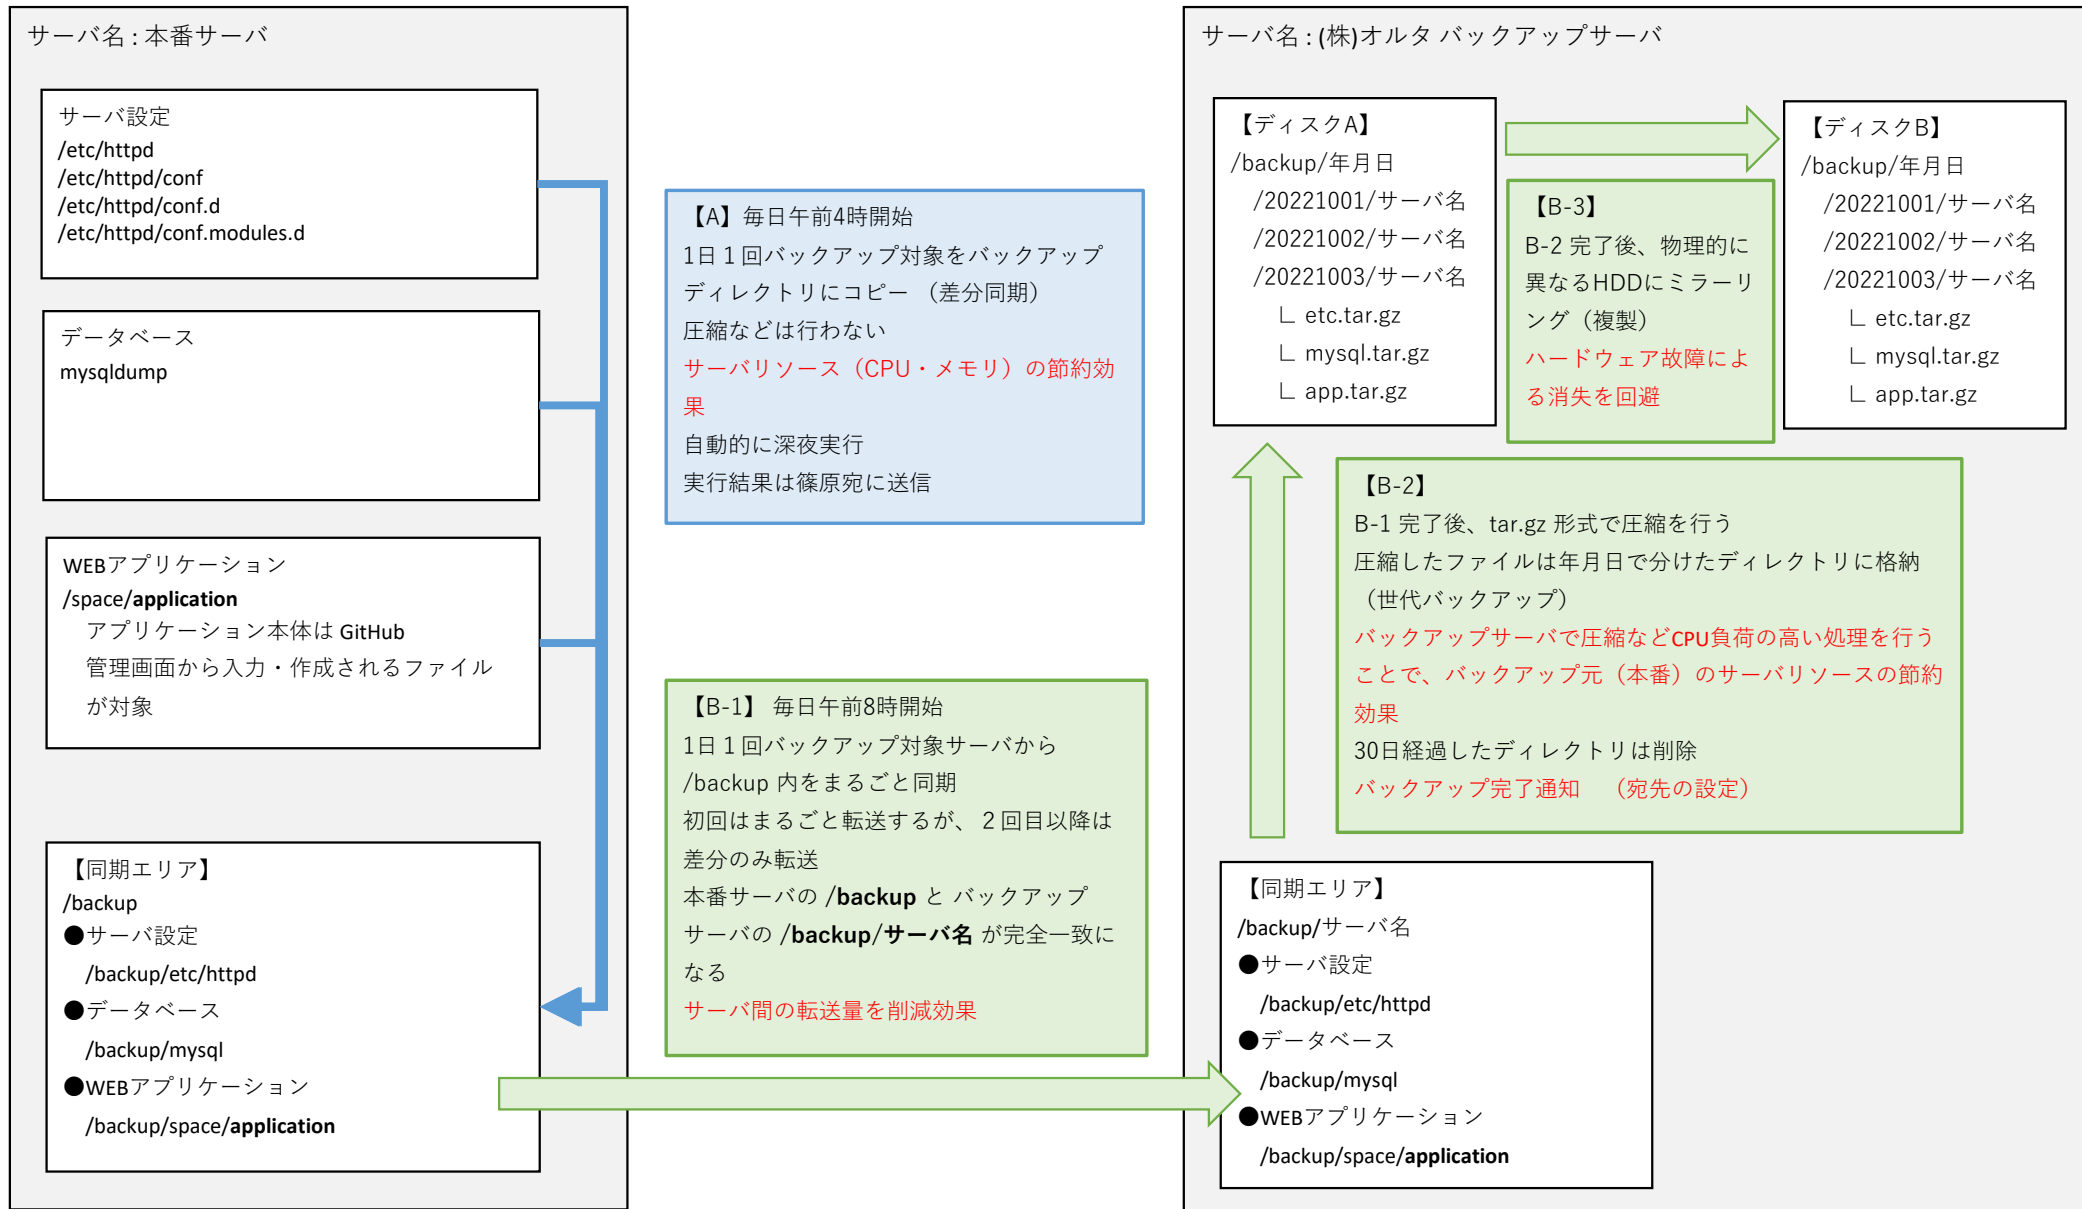 サーバ名 : 本番サーバ
サーバ設定
/etc/httpd
/etc/httpd/conf
/etc/httpd/conf.d
/etc/httpd/conf.modules.d
データベース
mysqldump
WEBアプリケーション
/space/application
アプリケーション本体は GitHub
管理画面から入力・作成されるファイル
が対象
【同期エリア】
/backup
●サーバ設定
/backup/etc/httpd
●データベース
/backup/mysql
●WEBアプリケーション
/backup/space/application
【A】毎日午前4時開始
1日１回バックアップ対象をバックアップ
ディレクトリにコピー （差分同期）
圧縮などは行わない
サーバリソース（CPU・メモリ）の節約効
果
自動的に深夜実行
実行結果は篠原宛に送信
【B-1】 毎日午前8時開始
1日１回バックアップ対象サーバから
/backup 内をまるごと同期
初回はまるごと転送するが、２回目以降は
差分のみ転送
本番サーバの /backup と バックアップ
サーバの /backup/サーバ名 が完全一致に
なる
サーバ間の転送量を削減効果
サーバ名 : (株)オルタ バックアップサーバ
【ディスクA】
/backup/年月日
/20221001/サーバ名
/20221002/サーバ名
/20221003/サーバ名
∟ etc.tar.gz
∟ mysql.tar.gz
∟ app.tar.gz
【B-3】
B-2 完了後、物理的に
異なるHDDにミラーリ
ング（複製）
ハードウェア故障によ
る消失を回避
【ディスクB】
/backup/年月日
/20221001/サーバ名
/20221002/サーバ名
/20221003/サーバ名
∟ etc.tar.gz
∟ mysql.tar.gz
∟ app.tar.gz
【B-2】
B-1 完了後、tar.gz 形式で圧縮を行う
圧縮したファイルは年月日で分けたディレクトリに格納
（世代バックアップ）
バックアップサーバで圧縮などCPU負荷の高い処理を行う
ことで、バックアップ元（本番）のサーバリソースの節約
効果
30日経過したディレクトリは削除
バックアップ完了通知　（宛先の設定）
【同期エリア】
/backup/サーバ名
●サーバ設定
/backup/etc/httpd
●データベース
/backup/mysql
●WEBアプリケーション
/backup/space/application